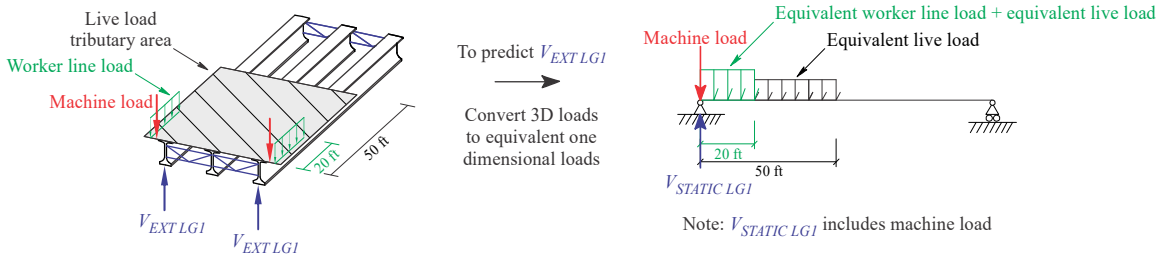 Live load
tributary area
Worker line load
Machine load
20 ft
50 ft
V_EXT LG1
V_EXT LG1
To predict V_EXT LG1
Convert 3D loads
to equivalent one
dimensional loads
Equivalent worker line load + equivalent live load
Machine load
Equivalent live load
20 ft
50 ft
V_STATIC LG1
Note: V_STATIC LG1 includes machine load